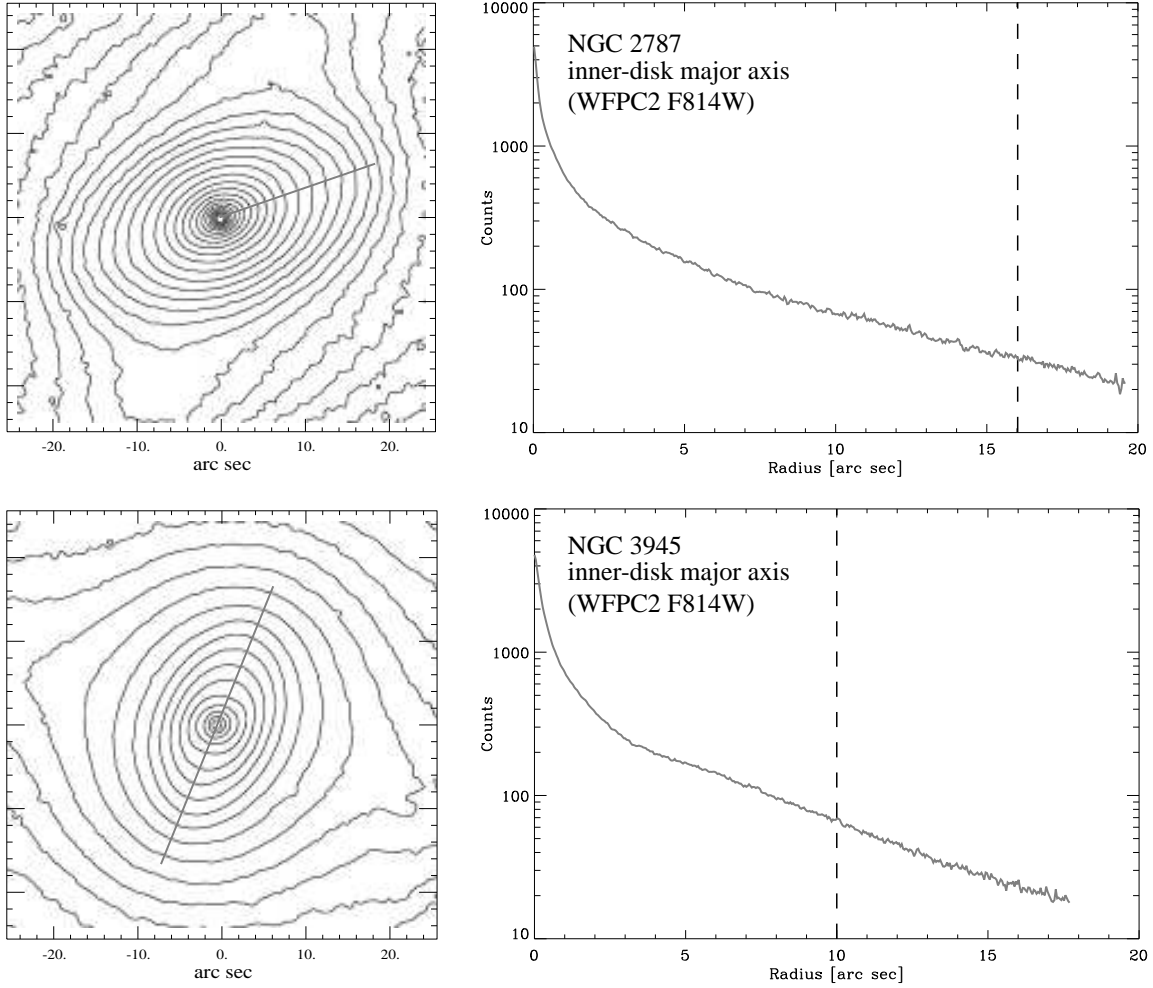 10000
1000
100
10
Counts
NGC 2787
inner-disk major axis
(WFPC2 F814W)
0 5 10 15 20
Radius [arc sec]
-20. -10. 0. 10. 20.
arc sec
10000
1000
100
10
Counts
NGC 3945
inner-disk major axis
(WFPC2 F814W)
0 5 10 15 20
Radius [arc sec]
-20. -10. 0. 10. 20.
arc sec